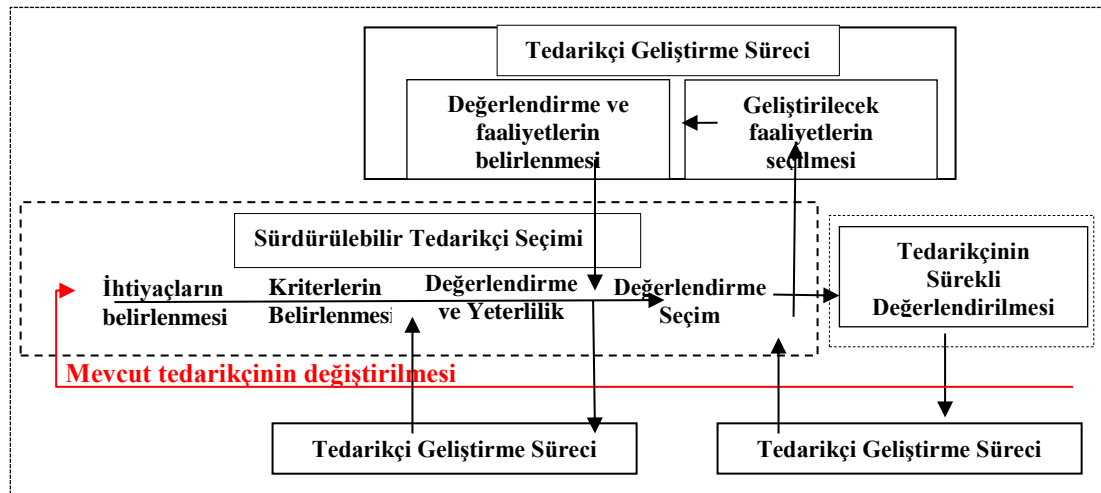 Tedarikçi Geliştirme Süreci
Değerlendirme ve
faaliyetlerin
belirlenmesi
Geliştirilecek
faaliyetlerin
seçilmesi
Sürdürülebilir Tedarikçi Seçimi
İhtiyaçların
belirlenmesi
Kriterlerin
Belirlenmesi
Değerlendirme
ve Yeterlilik
Değerlendirme
Seçim
Tedarikçinin
Sürekli
Değerlendirilmesi
Mevcut tedarikçinin değiştirilmesi
Tedarikçi Geliştirme Süreci
Tedarikçi Geliştirme Süreci